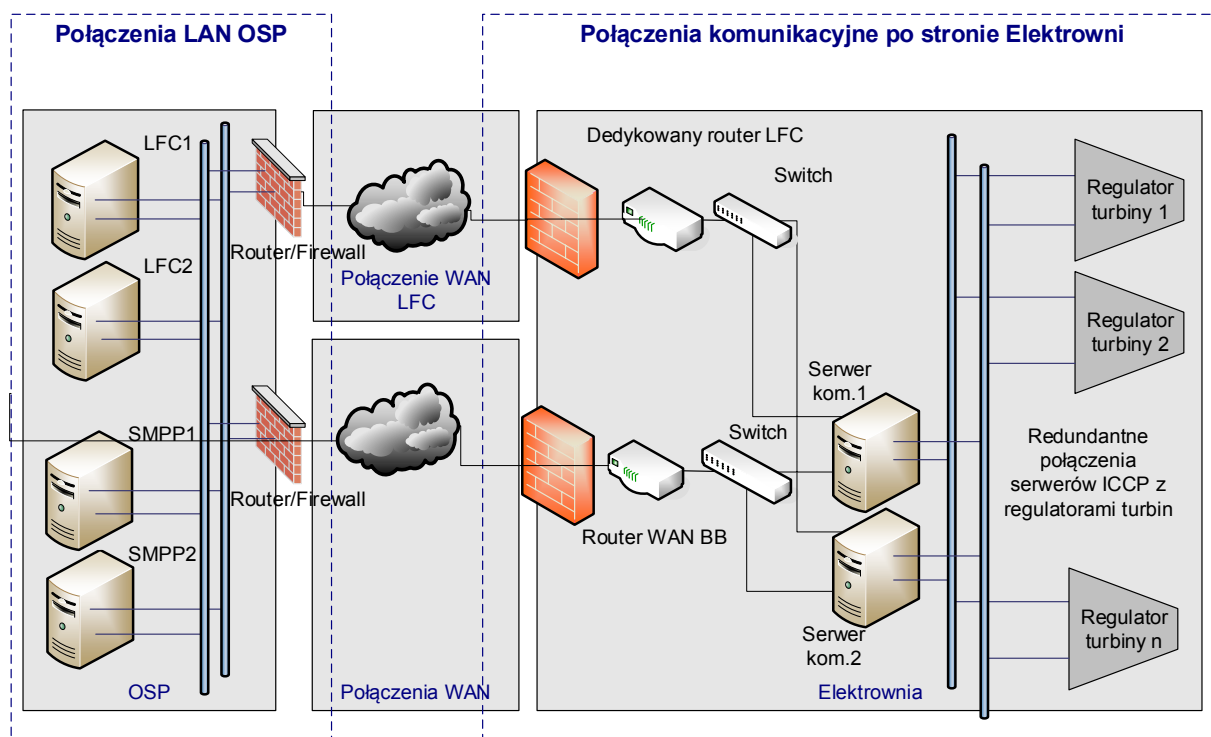 Połączenia LAN OSP
Połączenia komunikacyjne po stronie Elektrowni
LFC1
LFC2
SMPP1
SMPP2
OSP
Router/Firewall
Router/Firewall
Połączenie WAN
LFC
Połączenia WAN
Dedykowany router LFC
Switch
Serwer
kom.1
Switch
Router WAN BB
Serwer
kom.2
Elektrownia
Regulator
turbiny 1
Regulator
turbiny 2
Redundantne
połączenia
serwerów ICCP z
regulatorami turbin
Regulator
turbiny n